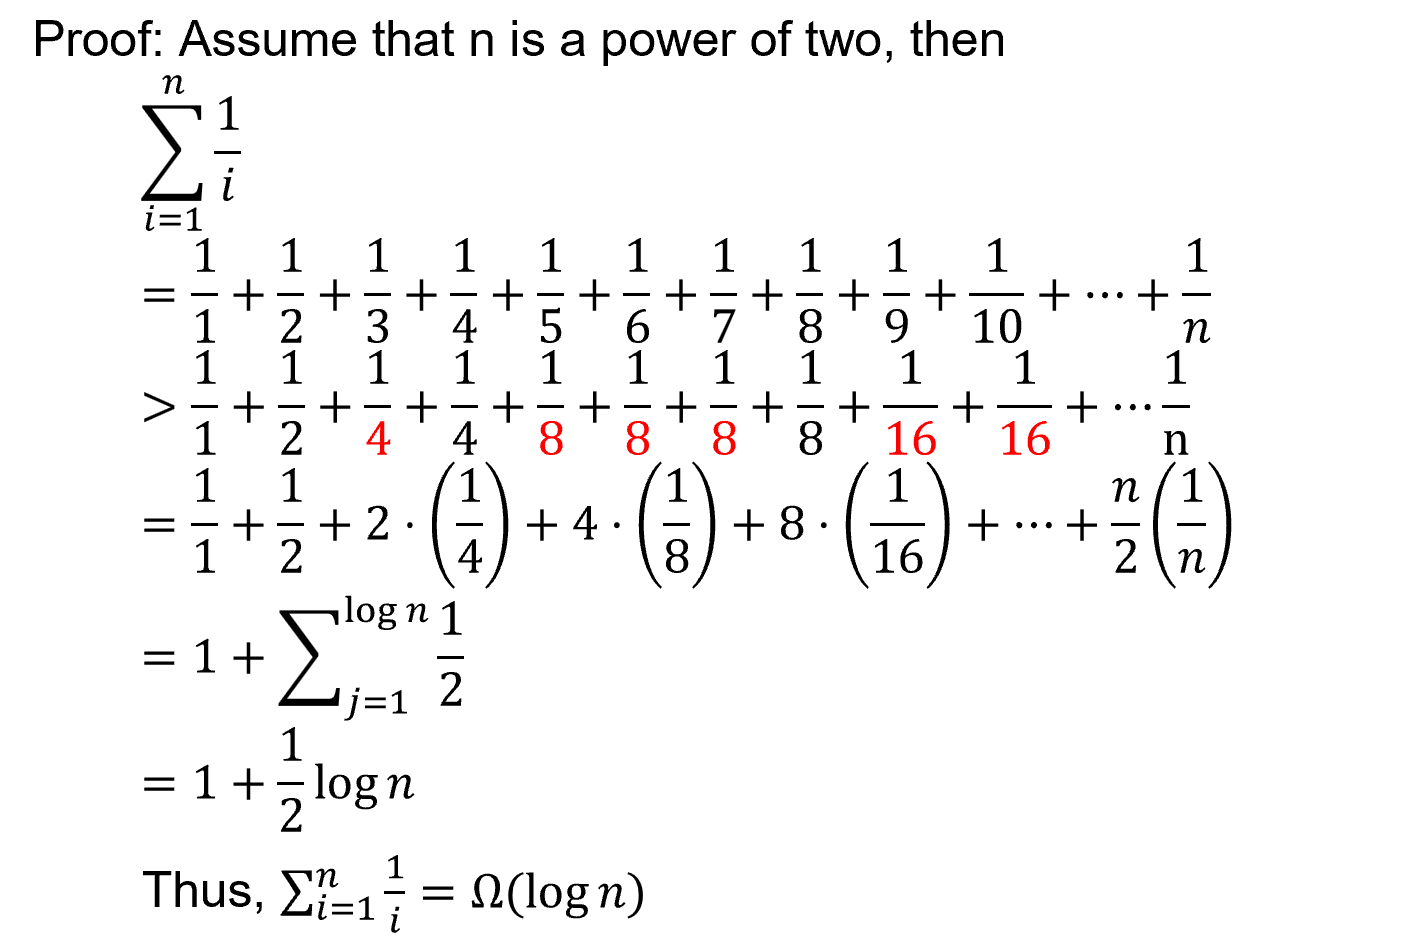 Proof: Assume that n is a power of two, then
$\sum_{i=1}^{n} \frac{1}{i}$
$= \frac{1}{1} + \frac{1}{2} + \frac{1}{3} + \frac{1}{4} + \frac{1}{5} + \frac{1}{6} + \frac{1}{7} + \frac{1}{8} + \frac{1}{9} + \frac{1}{10} + \cdots + \frac{1}{n}$
$> \frac{1}{1} + \frac{1}{2} + \frac{1}{4} + \frac{1}{4} + \frac{1}{8} + \frac{1}{8} + \frac{1}{8} + \frac{1}{8} + \frac{1}{16} + \frac{1}{16} + \cdots \frac{1}{\mathrm{n}}$
$= \frac{1}{1} + \frac{1}{2} + 2 \cdot \left(\frac{1}{4}\right) + 4 \cdot \left(\frac{1}{8}\right) + 8 \cdot \left(\frac{1}{16}\right) + \cdots + \frac{n}{2} \left(\frac{1}{n}\right)$
$= 1 + \sum_{j=1}^{\log n} \frac{1}{2}$
$= 1 + \frac{1}{2} \log n$
Thus, $\sum_{i=1}^{n} \frac{1}{i} = \Omega(\log n)$